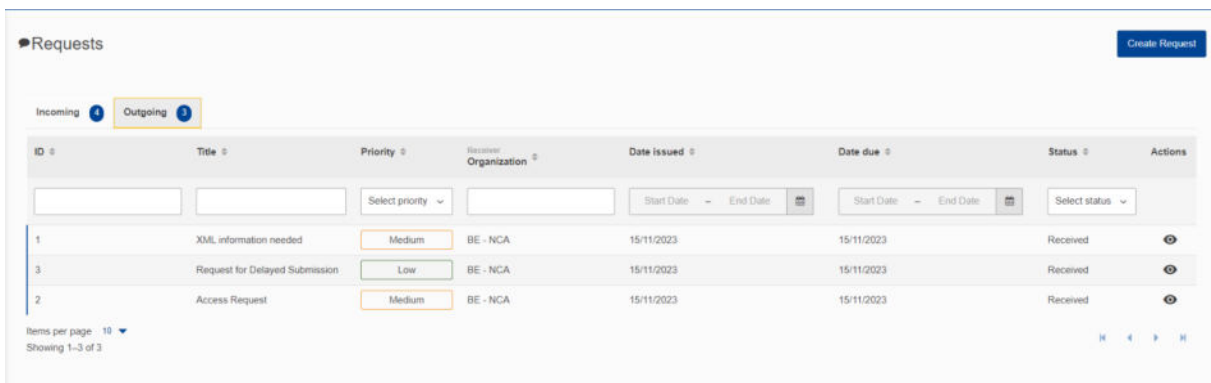 Requests
Create Request
Incoming 4 Outgoing 3
ID Title Priority Receiver Organization Date issued Date due Status Actions
Select priority Start Date – End Date Start Date – End Date Select status
1 XML information needed Medium BE - NCA 15/11/2023 15/11/2023 Received
3 Request for Delayed Submission Low BE - NCA 15/11/2023 15/11/2023 Received
2 Access Request Medium BE - NCA 15/11/2023 15/11/2023 Received
Items per page 10
Showing 1–3 of 3